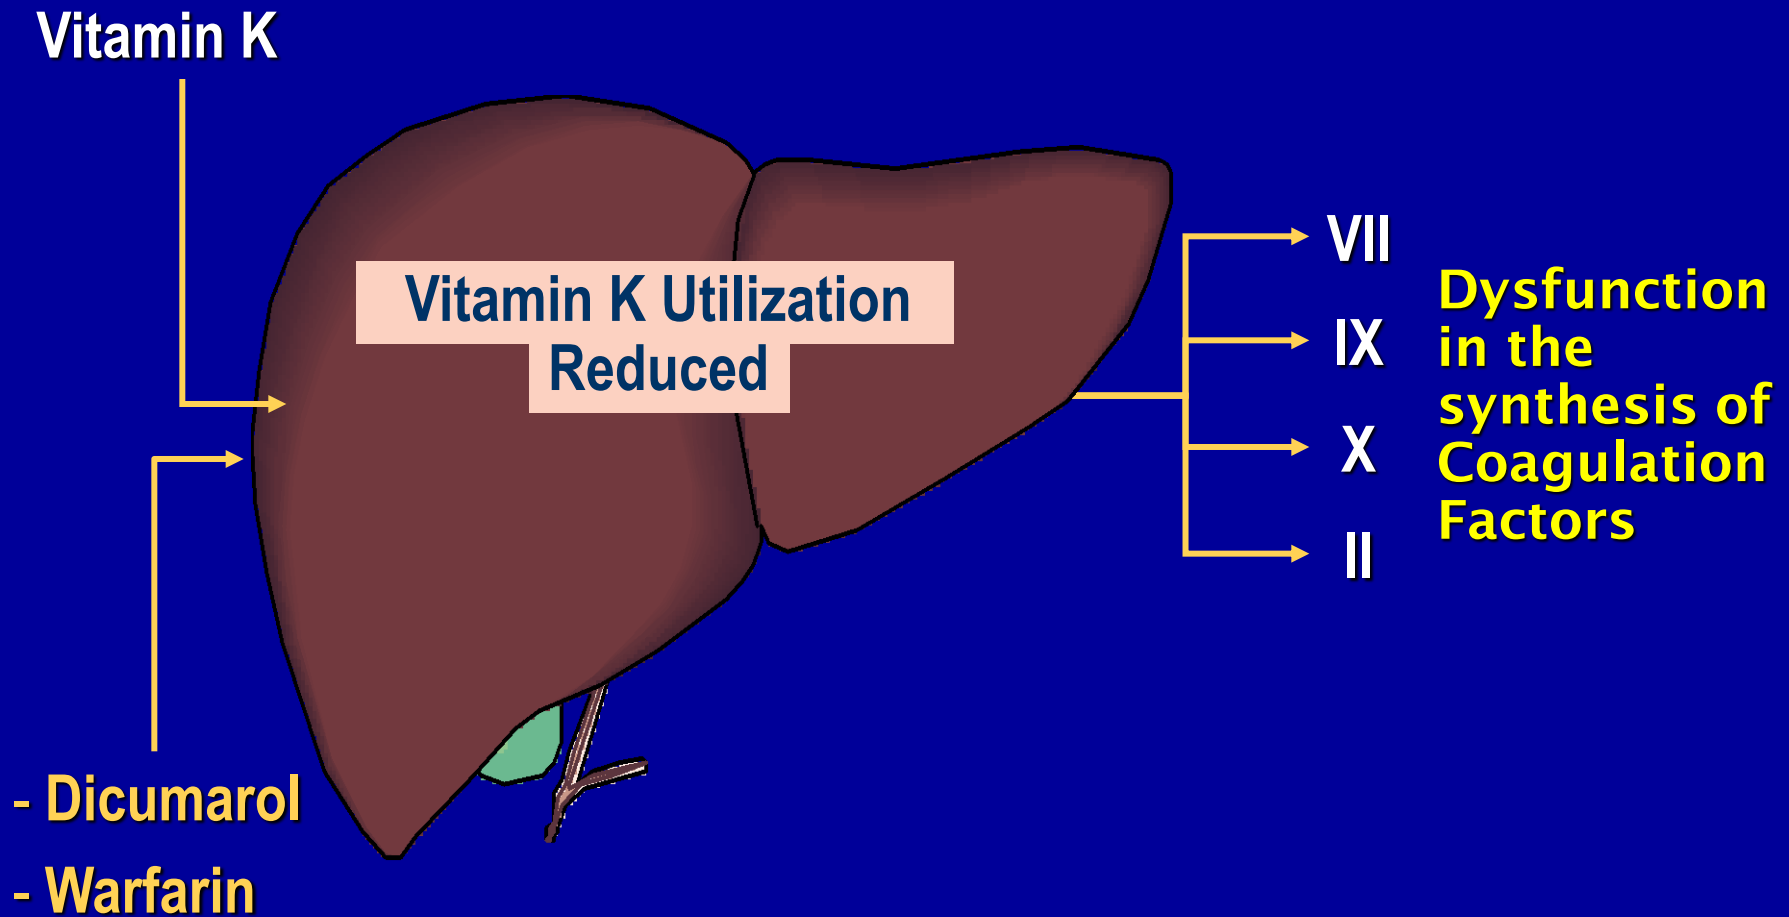 Vitamin K
Vitamin K Utilization
Reduced
VII
IX
X
II
Dysfunction
in the
synthesis of
Coagulation
Factors
- Dicumarol
- Warfarin